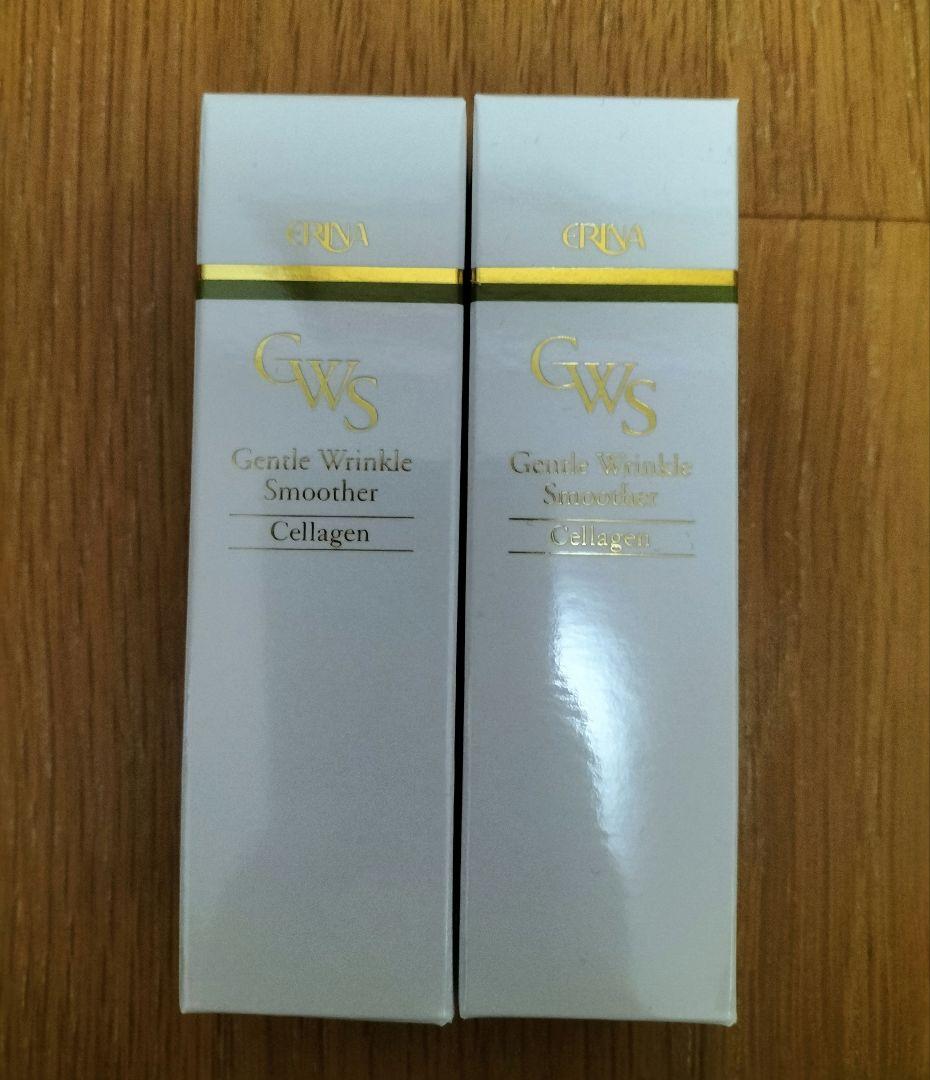 ERINA
GWS
Gentle Wrinkle
Smoother
Cellagen
ERINA
GWS
Gentle Wrinkle
Smoother
Cellagen